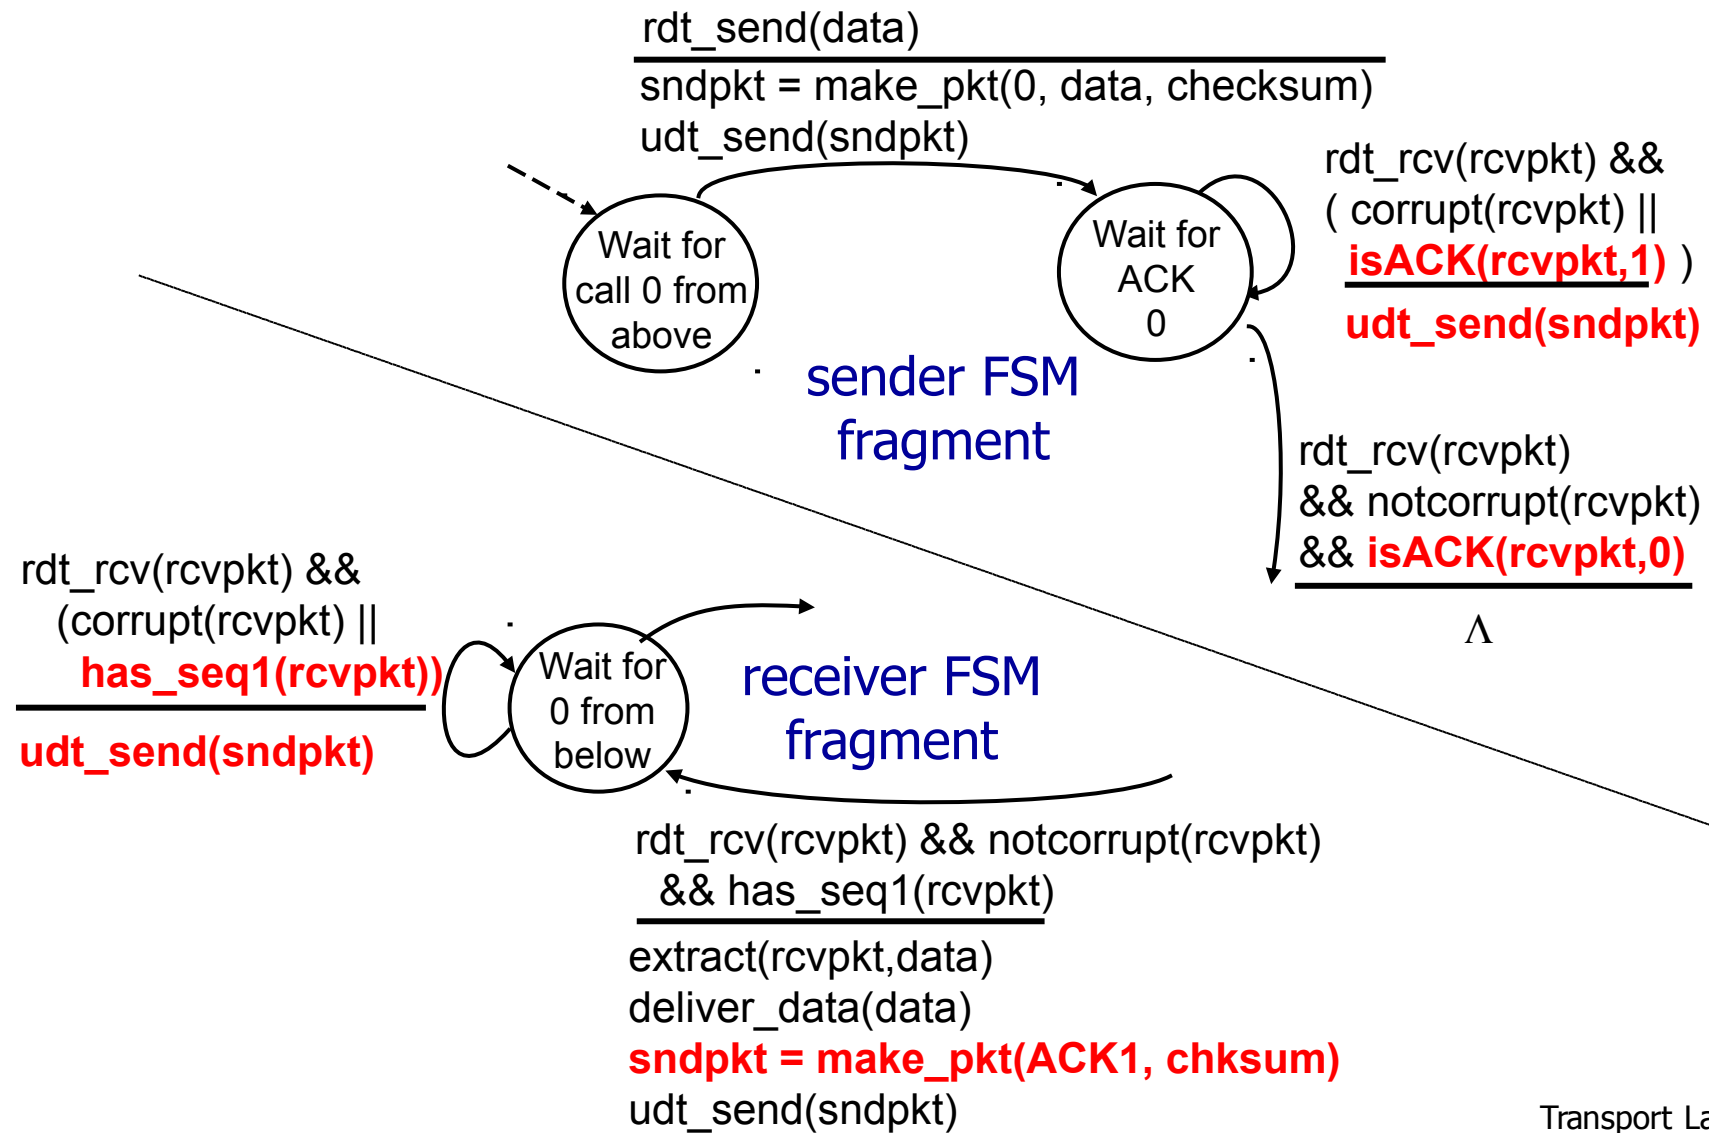 rdt_send(data)
sndpkt = make_pkt(0, data, checksum)
udt_send(sndpkt)
Wait for
call 0 from
above
Wait for
ACK
0
rdt_rcv(rcvpkt) &&
( corrupt(rcvpkt) ||
isACK(rcvpkt,1) )
udt_send(sndpkt)
sender FSM
fragment
rdt_rcv(rcvpkt)
&& notcorrupt(rcvpkt)
&& isACK(rcvpkt,0)
Λ
rdt_rcv(rcvpkt) &&
(corrupt(rcvpkt) ||
has_seq1(rcvpkt))
udt_send(sndpkt)
Wait for
0 from
below
receiver FSM
fragment
rdt_rcv(rcvpkt) && notcorrupt(rcvpkt)
&& has_seq1(rcvpkt)
extract(rcvpkt,data)
deliver_data(data)
sndpkt = make_pkt(ACK1, chksum)
udt_send(sndpkt)
Transport La